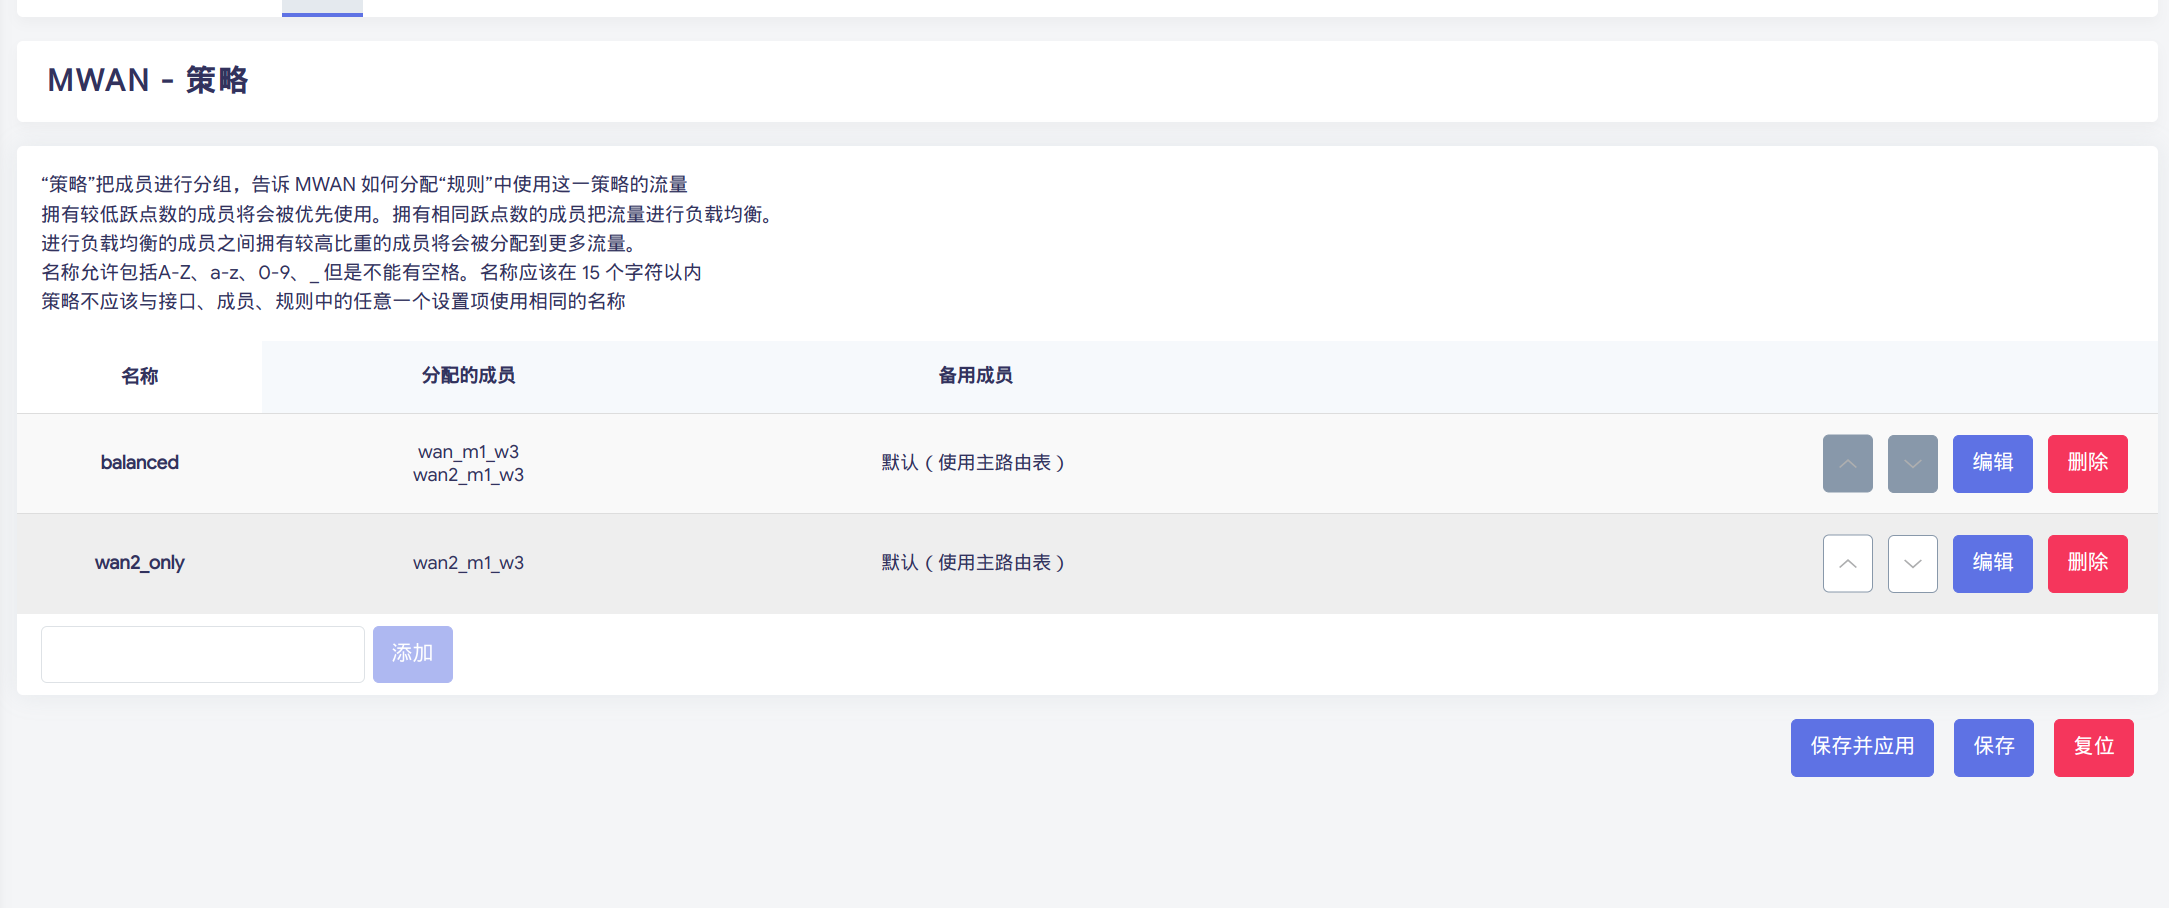 MWAN - 策略
“策略”把成员进行分组，告诉 MWAN 如何分配“规则”中使用这一策略的流量
拥有较低跃点数的成员将会被优先使用。拥有相同跃点数的成员把流量进行负载均衡。
进行负载均衡的成员之间拥有较高比重的成员将会被分配到更多流量。
名称允许包括A-Z、a-z、0-9、_ 但是不能有空格。名称应该在 15 个字符以内
策略不应该与接口、成员、规则中的任意一个设置项使用相同的名称
名称 分配的成员 备用成员
balanced wan_m1_w3 默认（使用主路由表） 编辑 删除
wan2_m1_w3
wan2_only wan2_m1_w3 默认（使用主路由表） 编辑 删除
添加
保存并应用 保存 复位